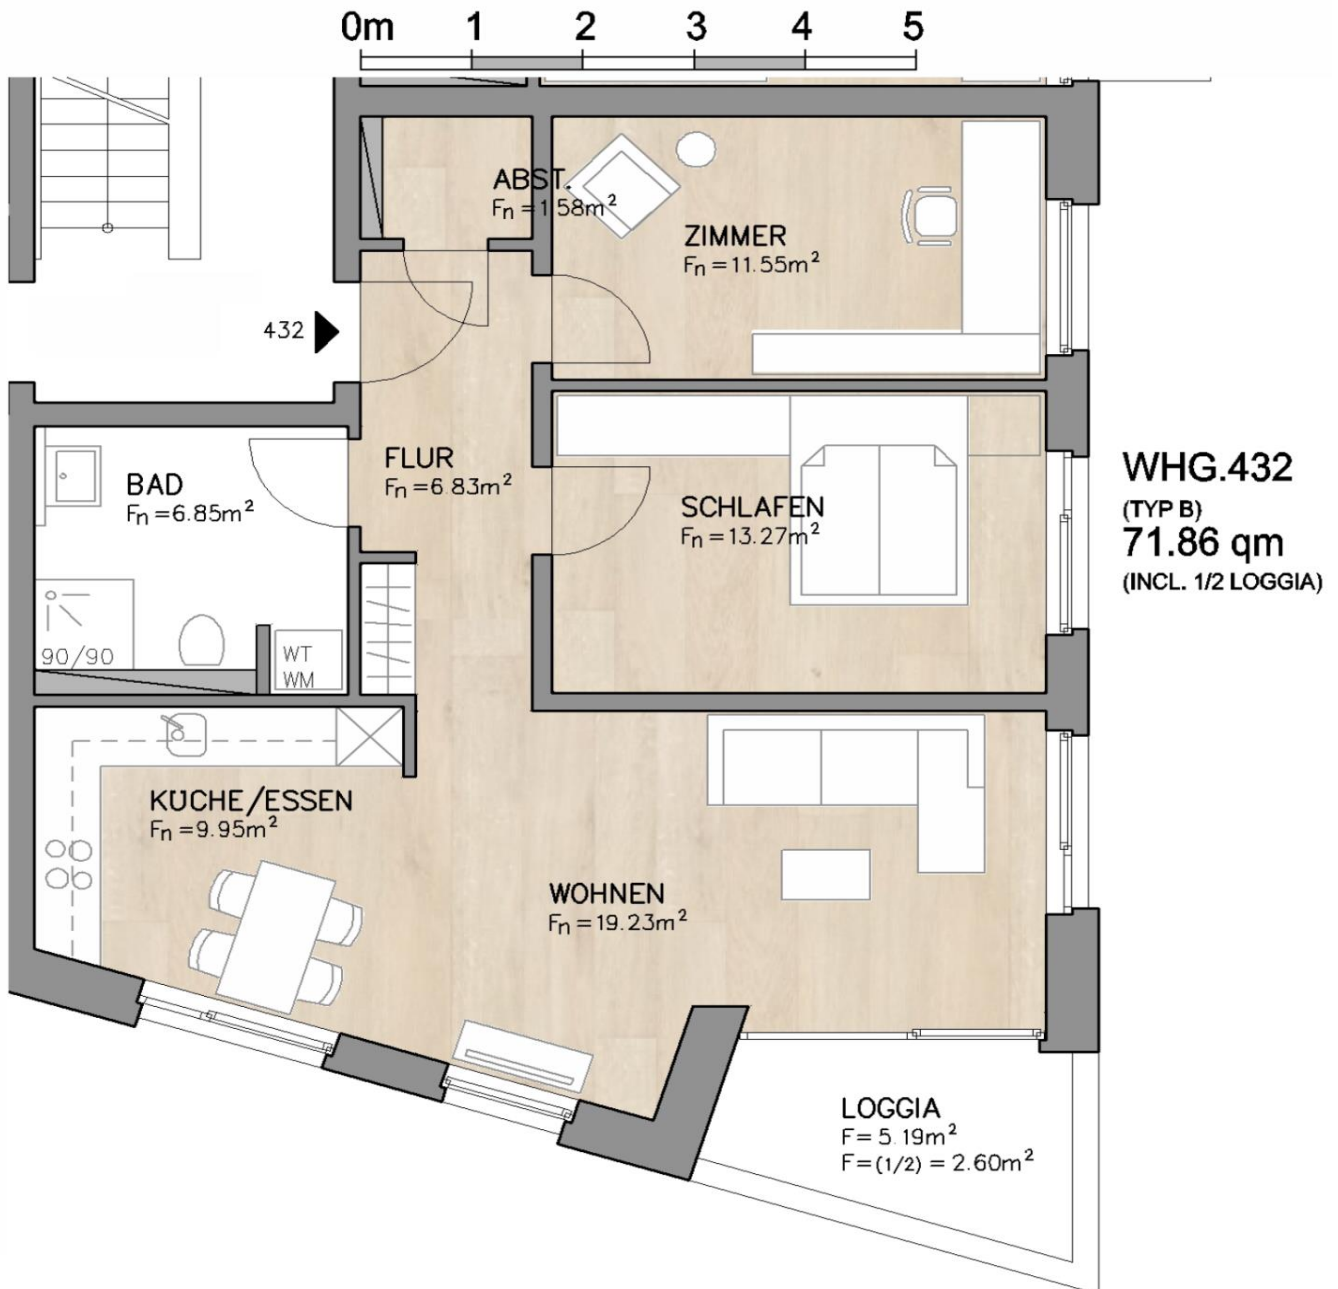 0m 1 2 3 4 5
ABST.
Fn =1.58m²
ZIMMER
Fn =11.55m²
432
FLUR
Fn =6.83m²
BAD
Fn =6.85m²
SCHLAFEN
Fn =13.27m²
WHG.432
(TYP B)
71.86 qm
(INCL. 1/2 LOGGIA)
90/90
WT
WM
KÜCHE/ESSEN
Fn =9.95m²
WOHNEN
Fn =19.23m²
LOGGIA
F= 5.19m²
F=(1/2) = 2.60m²